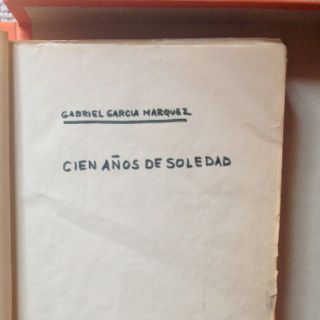 GABRIEL GARCIA MARQUEZ
CIEN AÑOS DE SOLEDAD